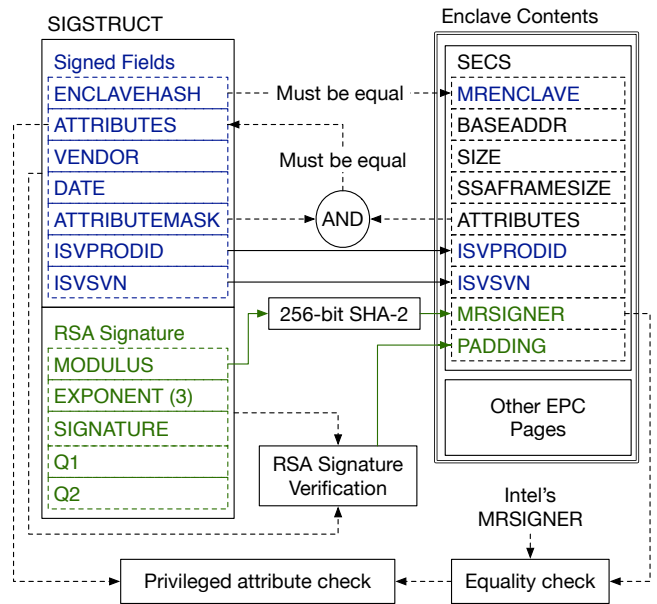 SIGSTRUCT
Signed Fields
ENCLAVEHASH
ATTRIBUTES
VENDOR
DATE
ATTRIBUTEMASK
ISVPRODID
ISVSVN
RSA Signature
MODULUS
EXPONENT (3)
SIGNATURE
Q1
Q2
Must be equal
Must be equal
AND
256-bit SHA-2
RSA Signature
Verification
Enclave Contents
SECS
MRENCLAVE
BASEADDR
SIZE
SSAFRAMESIZE
ATTRIBUTES
ISVPRODID
ISVSVN
MRSIGNER
PADDING
Other EPC
Pages
Intel's
MRSIGNER
Privileged attribute check
Equality check